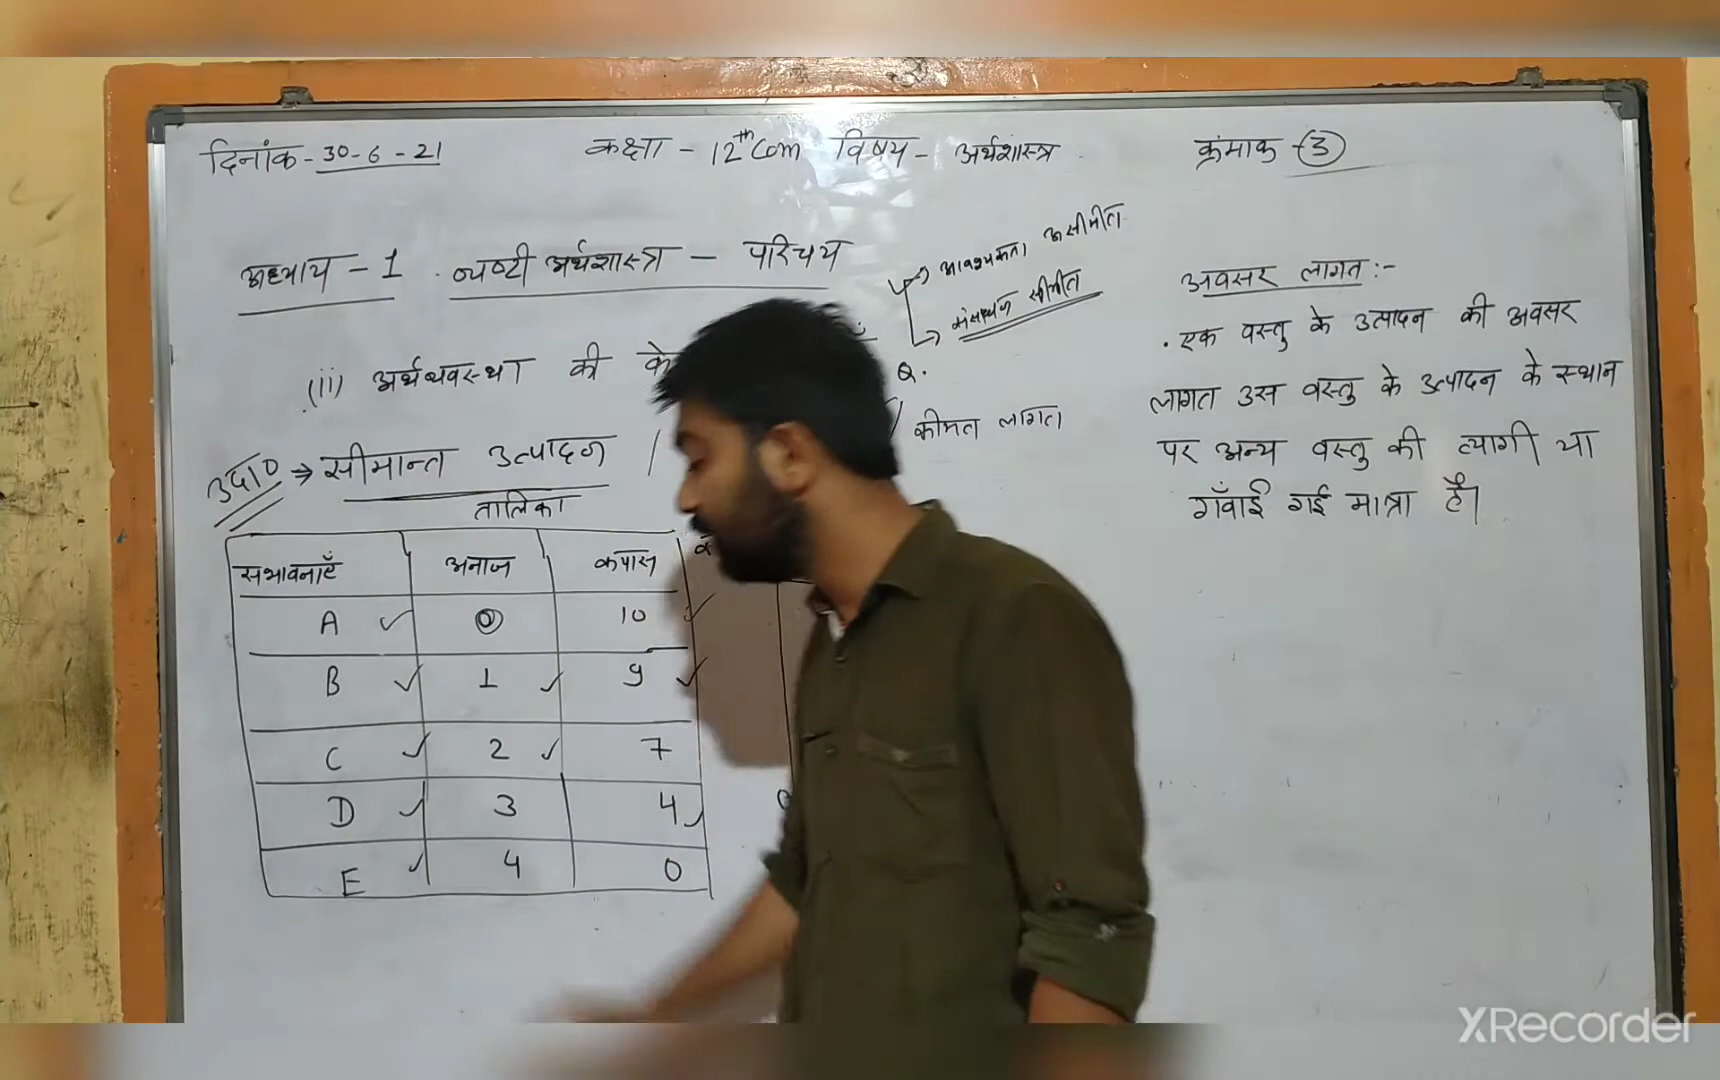 दिनांक - 30-6-21 कक्षा - 12th Com विषय - अर्थशास्त्र क्रमांक - 3
अध्याय - 1 व्यष्टी अर्थशास्त्र - परिचय
आवश्यकता असीमीत
संसाधन सीमीत
(ii) अर्थव्यवस्था की के
Q.
उदा० ⇒ सीमान्त उत्पादन /
/ कीमत लागत
तालिका
सभावनाएँ अनाज कपास
A ✓ 0 10 ✓
B ✓ 1 ✓ 9 ✓
C ✓ 2 ✓ 7
D ✓ 3 4 ✓
E ✓ 4 0
अवसर लागत :-
. एक वस्तु के उत्पादन की अवसर
लागत उस वस्तु के उत्पादन के स्थान
पर अन्य वस्तु की त्यागी या
गँवाई गई मात्रा है।
XRecorder